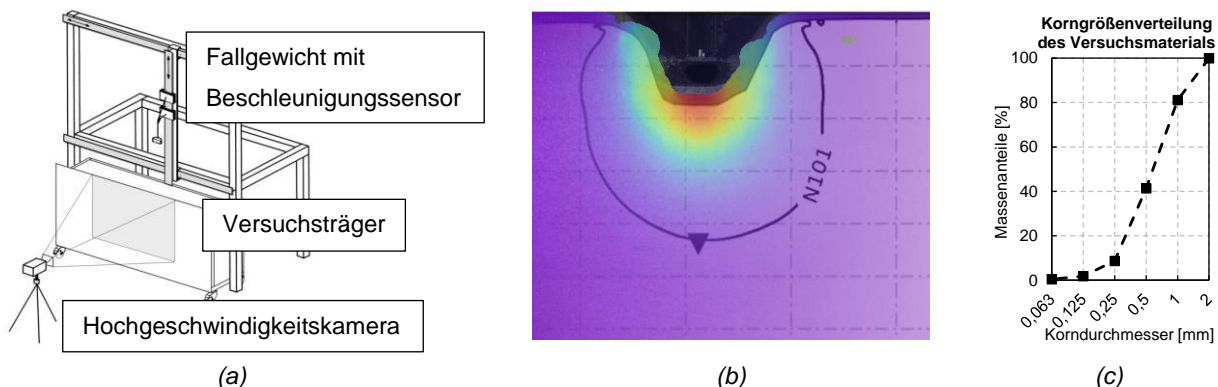 Fallgewicht mit
Beschleunigungssensor
Versuchsträger
Hochgeschwindigkeitskamera
(a)
N101
(b)
Korngrößenverteilung
des Versuchsmaterials
Massenanteile [%]
100
80
60
40
20
0
0,063
0,125
0,25
0,5
1
2
Korndurchmesser [mm]
(c)